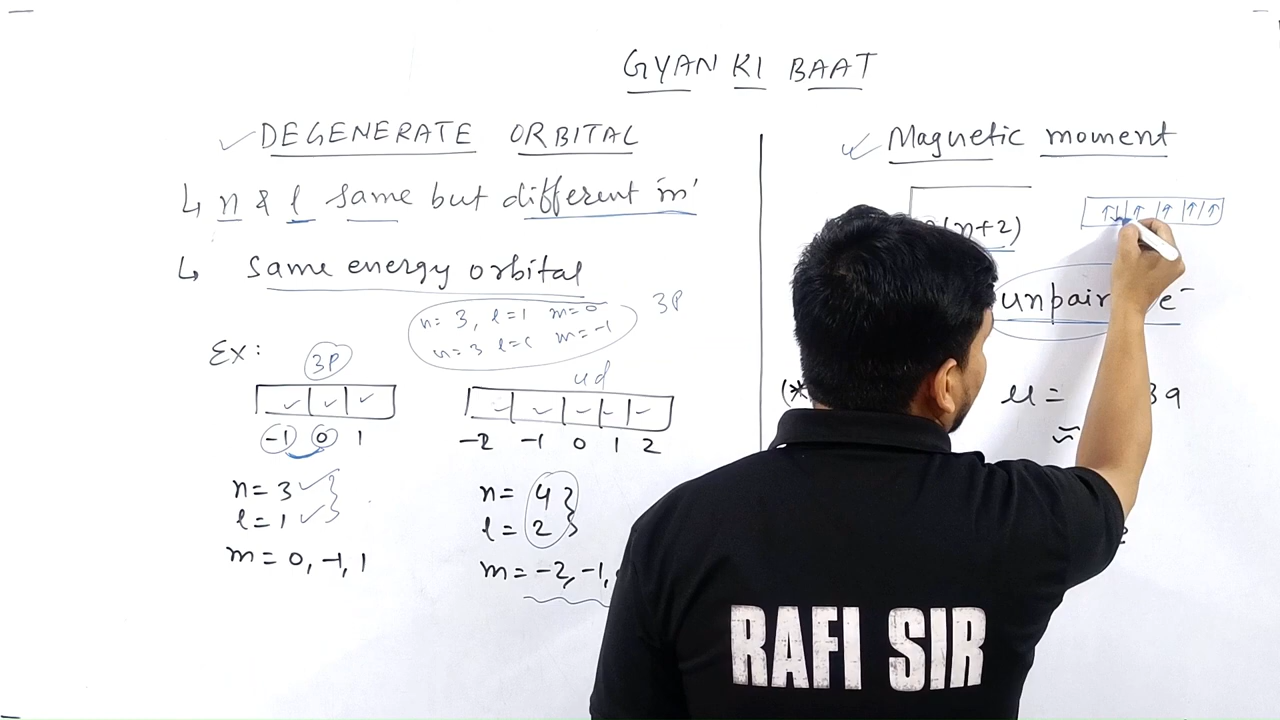 GYAN KI BAAT
✓ DEGENERATE ORBITAL
↳ n & l same but different 'm'
↳ Same energy orbital
n= 3, l=1 m=0
n=3 l=1 m=-1
3P
Ex:
3P
-1 0 1
n= 3
l=1
m= 0, -1, 1
4d
-2 -1 0 1 2
n= 4
l= 2
m= -2, -1,
✓ Magnetic moment
(n+2)
↑ ↑ ↑ ↑ ↑
unpair e⁻
(*
μ =
≈
RAFI SIR